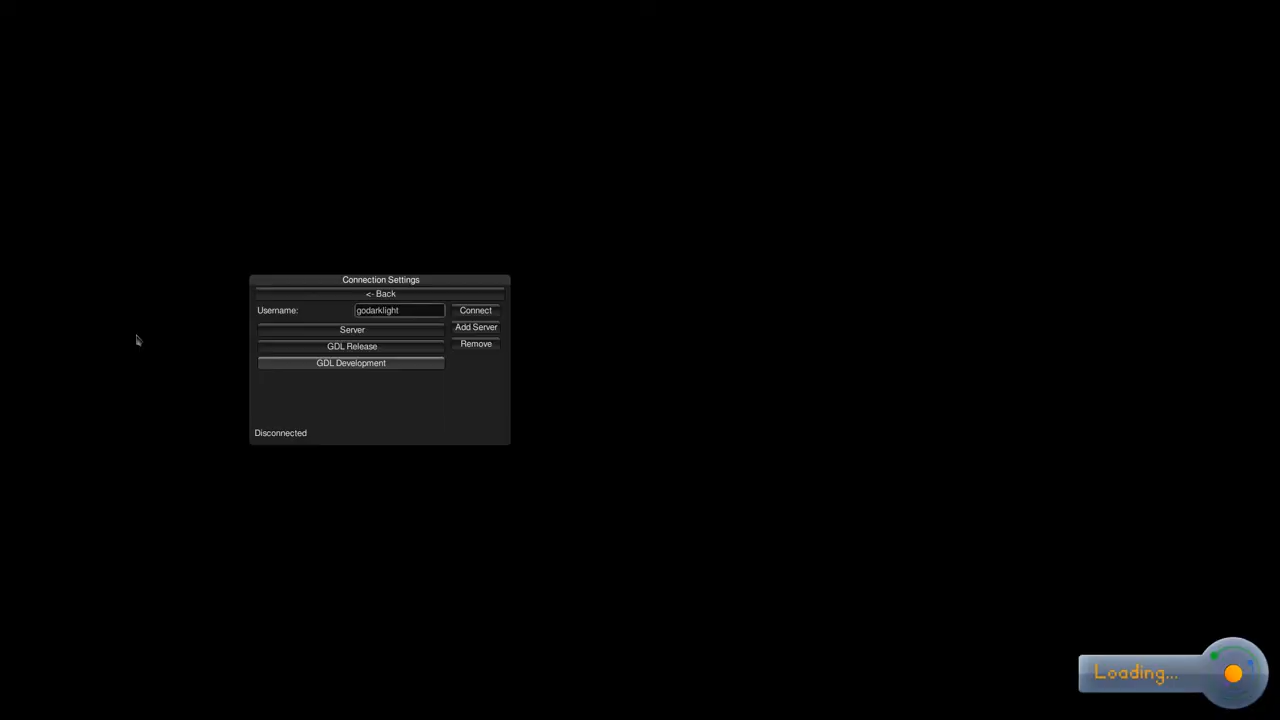 Connection Settings
<- Back
Username: godarklight Connect
Server Add Server
GDL Release Remove
GDL Development
Disconnected
Loading...